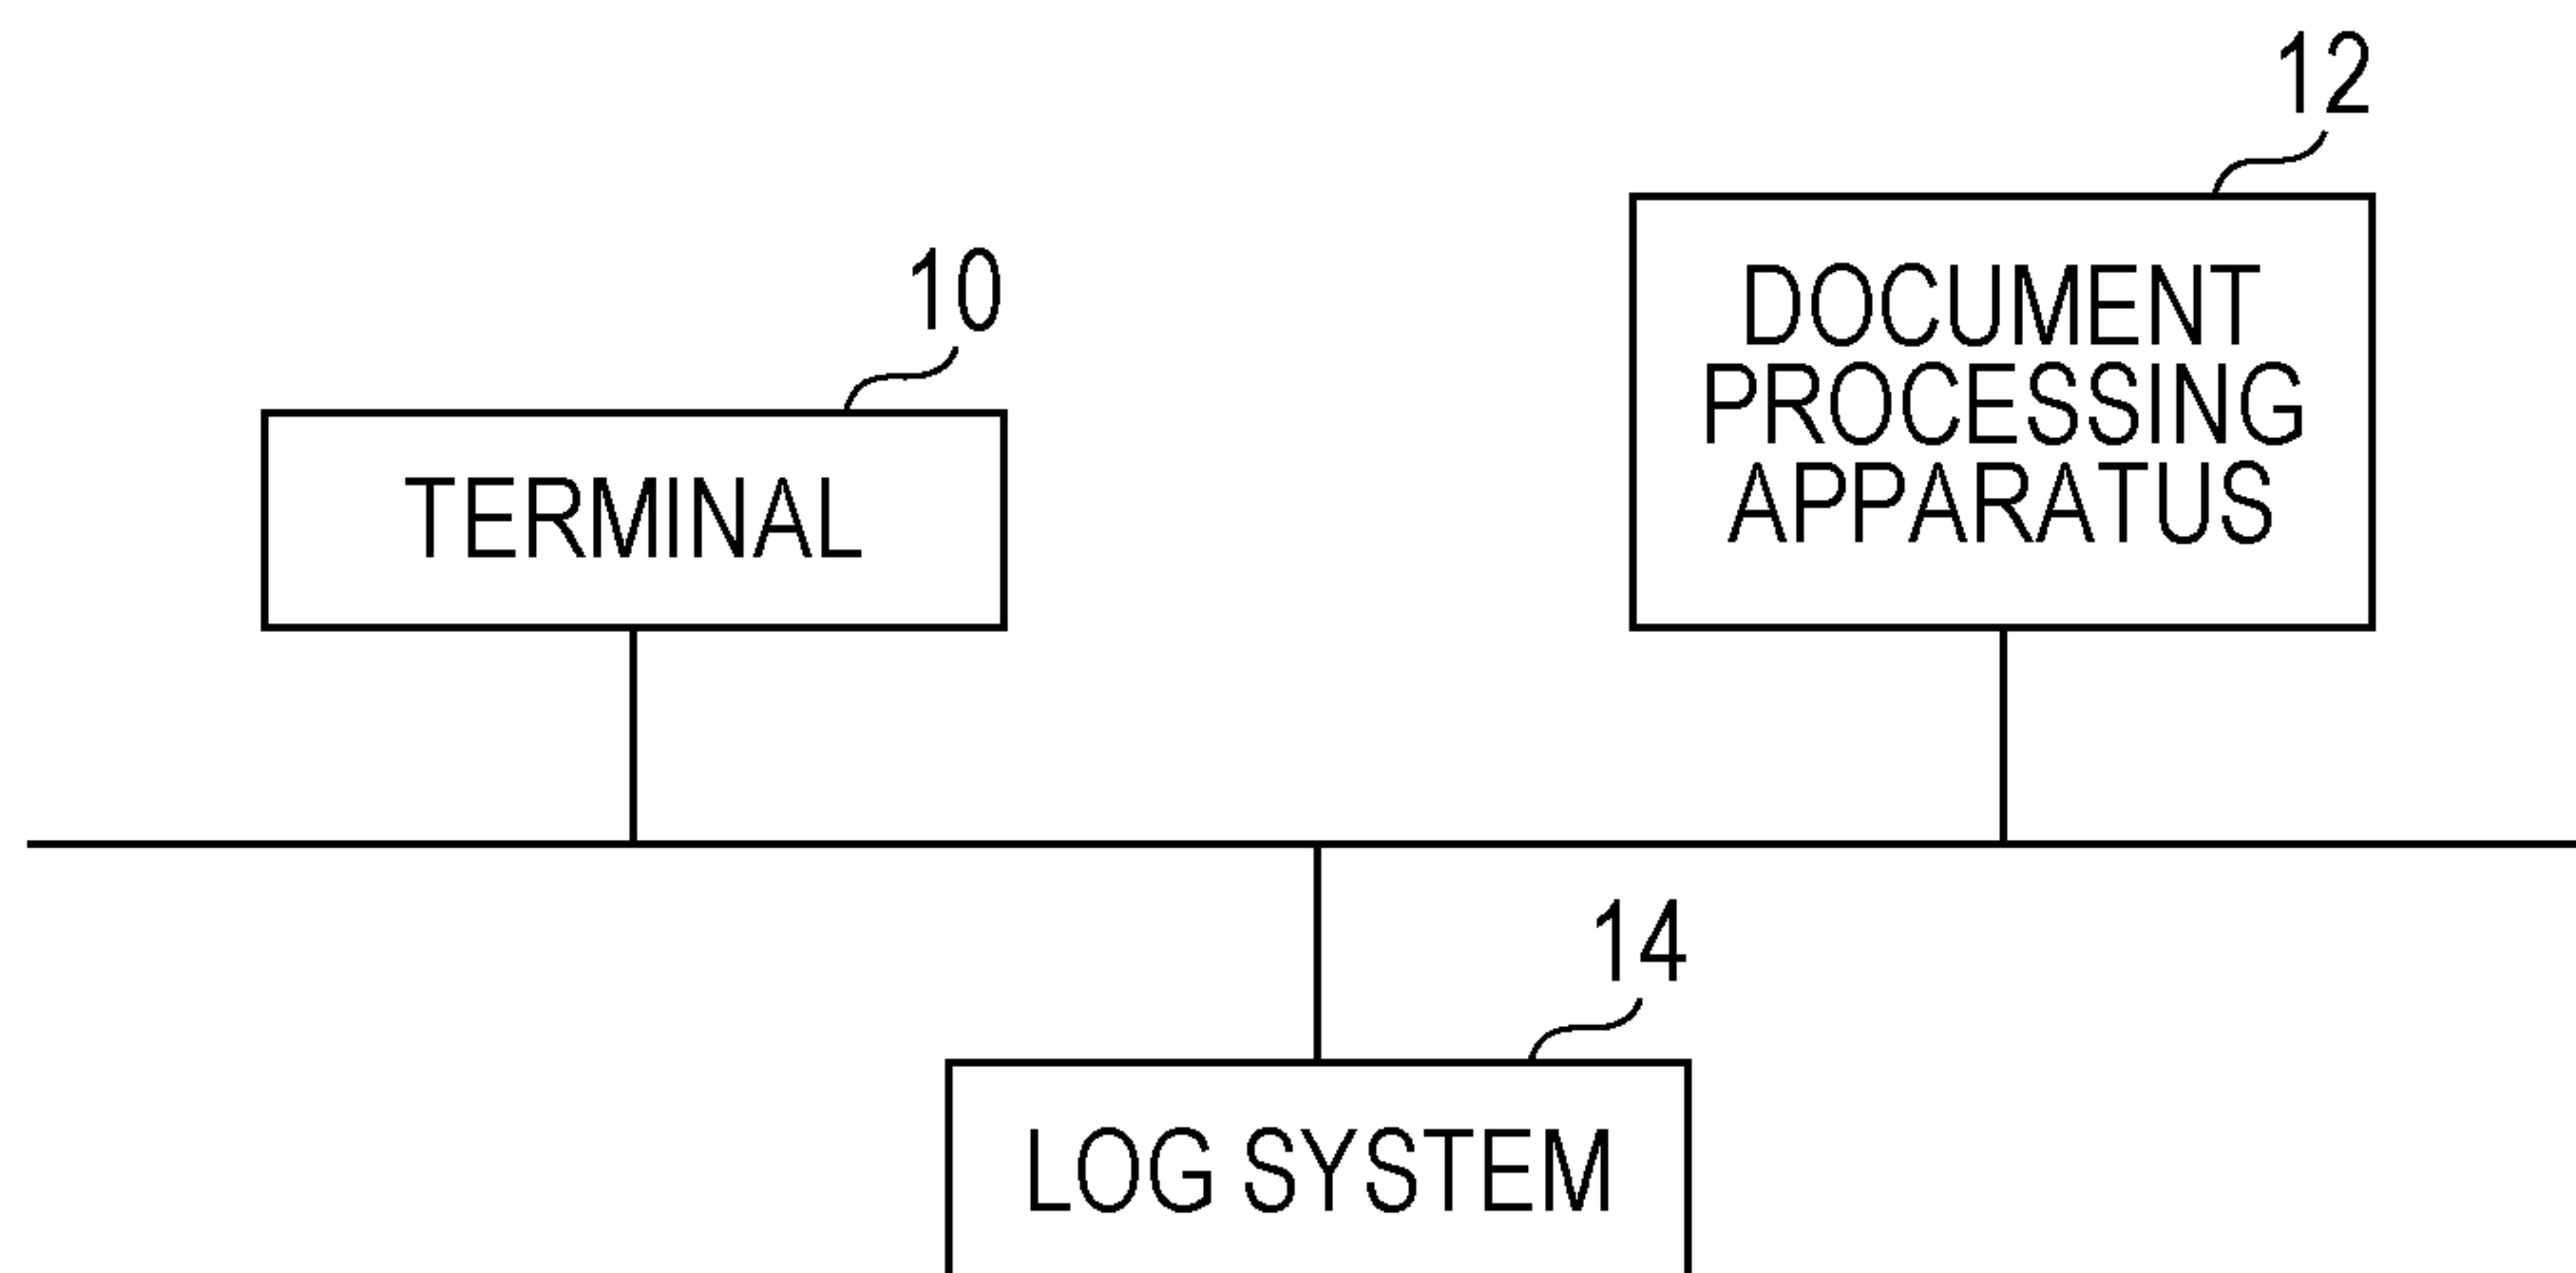 12
10
DOCUMENT
PROCESSING
APPARATUS
TERMINAL
14
LOG SYSTEM